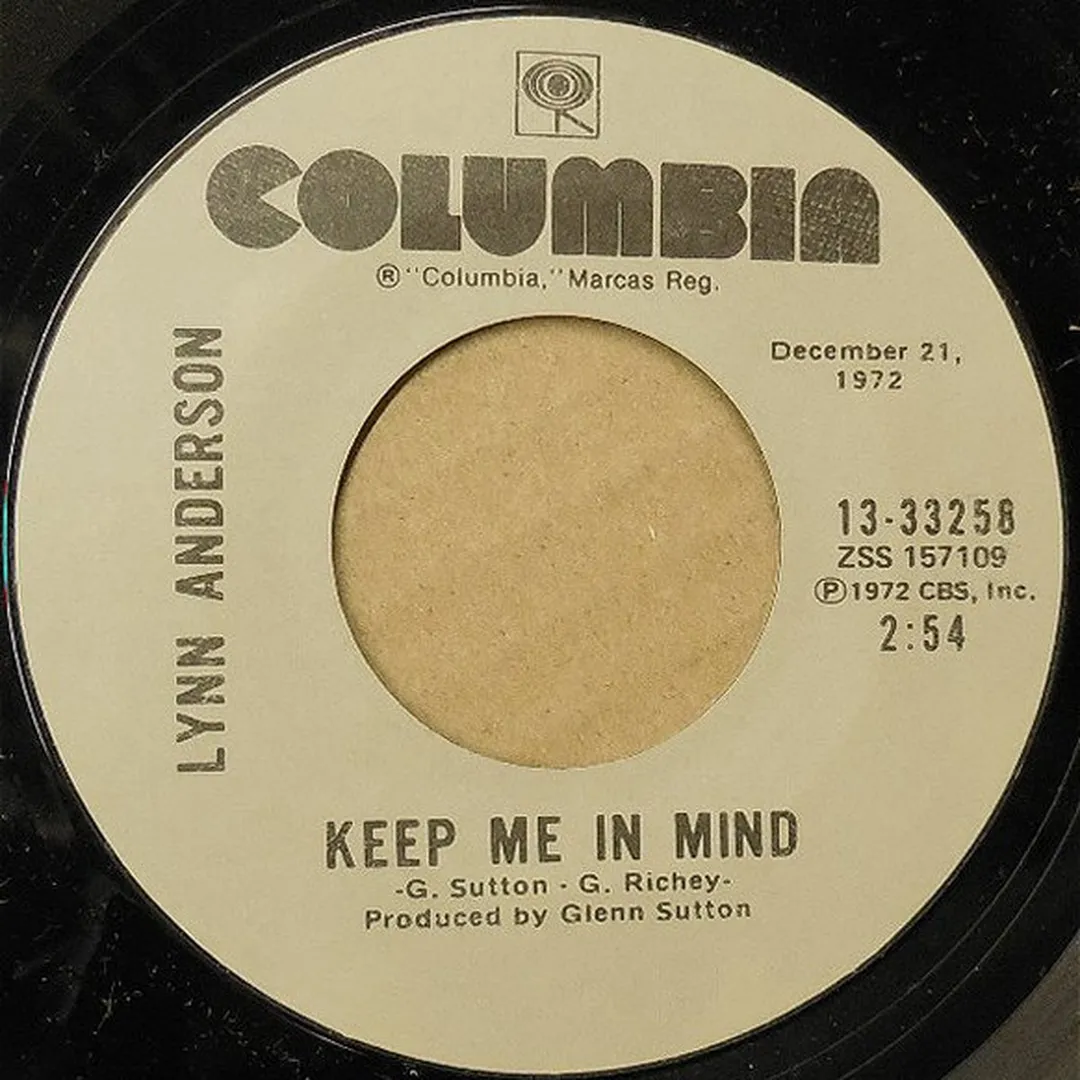 COLUMBIA
® "Columbia," Marcas Reg.
December 21,
1972
LYNN ANDERSON
13-33258
ZSS 157109
Ⓟ1972 CBS, Inc.
2:54
KEEP ME IN MIND
-G. Sutton - G. Richey-
Produced by Glenn Sutton